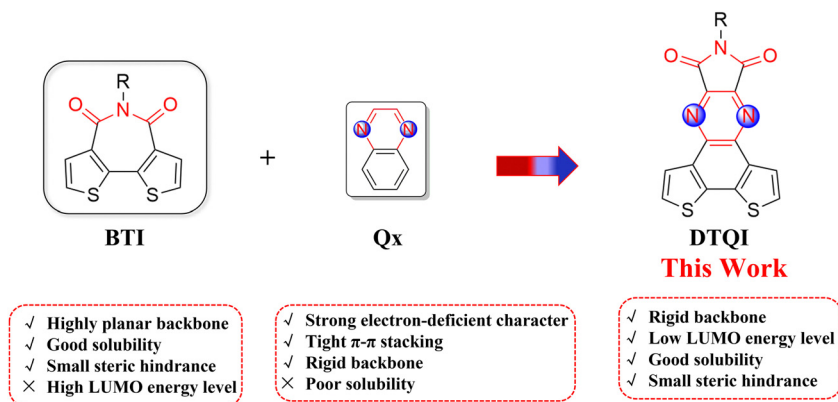 R
O
N
O
S
S
BTI
+
N
N
Qx
R
O
N
O
N
N
S
S
DTQI
This Work
√ Highly planar backbone
√ Good solubility
√ Small steric hindrance
× High LUMO energy level
√ Strong electron-deficient character
√ Tight π-π stacking
√ Rigid backbone
× Poor solubility
√ Rigid backbone
√ Low LUMO energy level
√ Good solubility
√ Small steric hindrance